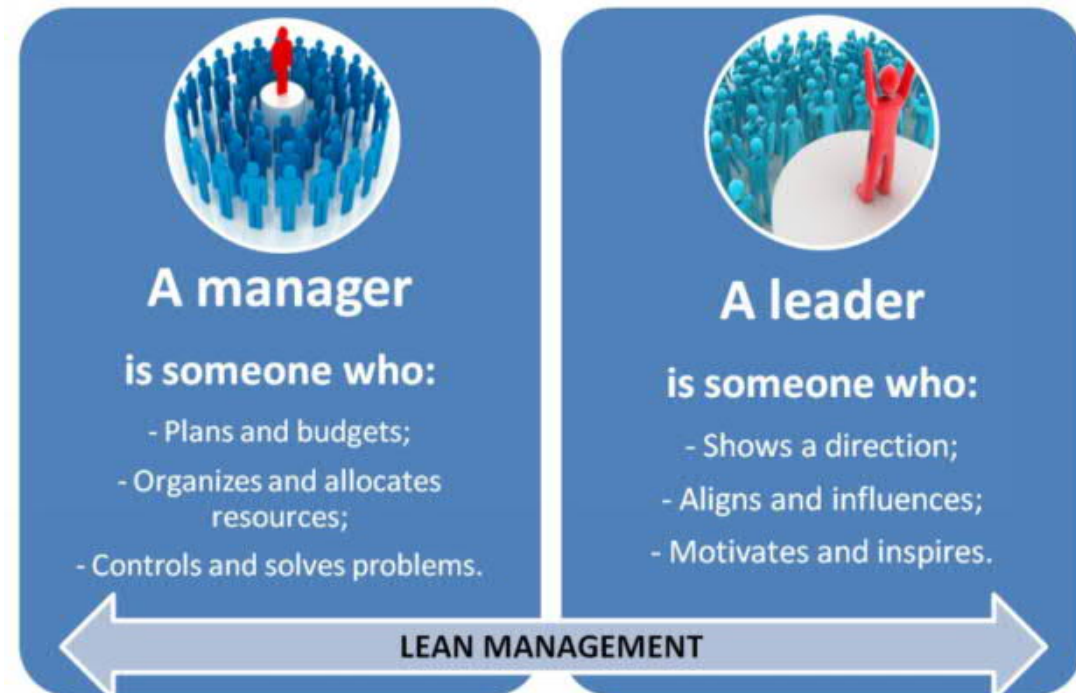 A manager
is someone who:
- Plans and budgets;
- Organizes and allocates
resources;
- Controls and solves problems.
A leader
is someone who:
- Shows a direction;
- Aligns and influences;
- Motivates and inspires.
LEAN MANAGEMENT